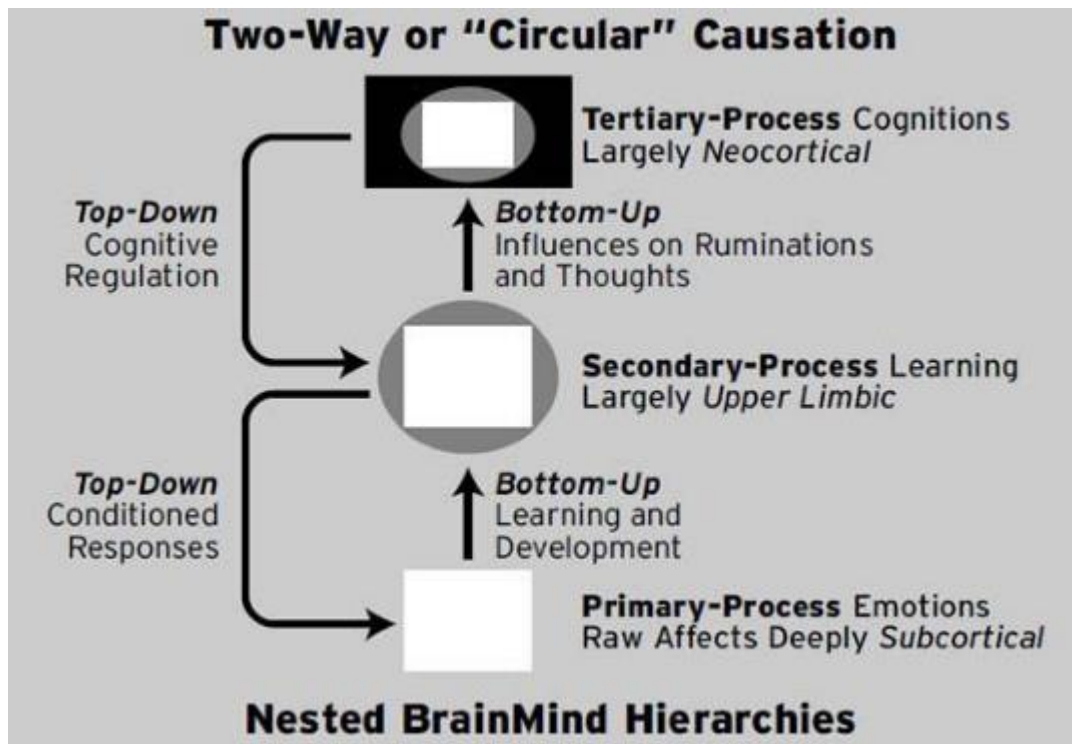 Two-Way or “Circular” Causation
Tertiary-Process Cognitions
Largely Neocortical
Top-Down
Cognitive
Regulation
Bottom-Up
Influences on Ruminations
and Thoughts
Secondary-Process Learning
Largely Upper Limbic
Top-Down
Conditioned
Responses
Bottom-Up
Learning and
Development
Primary-Process Emotions
Raw Affects Deeply Subcortical
Nested BrainMind Hierarchies